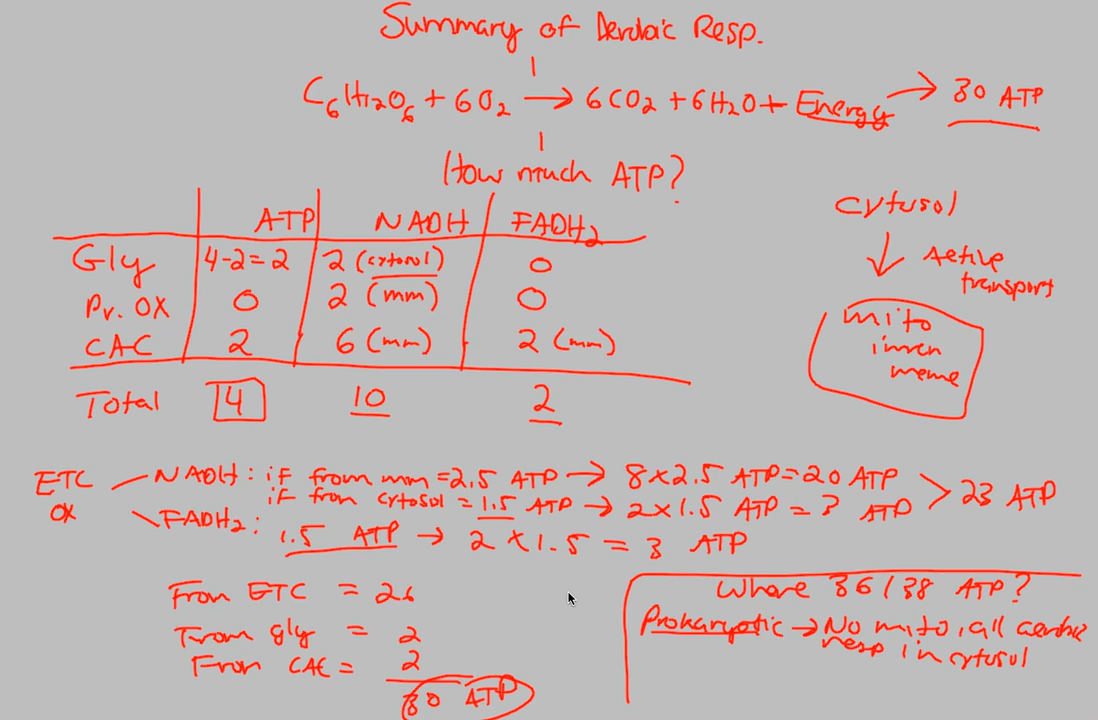 Summary of Aerobic Resp.
C6H12O6 + 6O2 → 6CO2 + 6H2O + Energy → 30 ATP
How much ATP?
ATP NADH FADH2
Gly 4-2=2 2 (cytosol) 0
Pr. OX 0 2 (mm) 0
CAC 2 6 (mm) 2 (mm)
Total 4 10 2
cytosol
↓ Active
transport
mito
meme
ETC
OX
NADH: if from mm = 2.5 ATP → 8×2.5 ATP = 20 ATP
if from cytosol = 1.5 ATP → 2×1.5 ATP = 3 ATP > 23 ATP
FADH2: 1.5 ATP → 2×1.5 = 3 ATP
From ETC = 26
From gly = 2
From CAC = 2
30 ATP
Where 36/38 ATP?
Prokaryotic → No mito, all aerobic
resp in cytosol